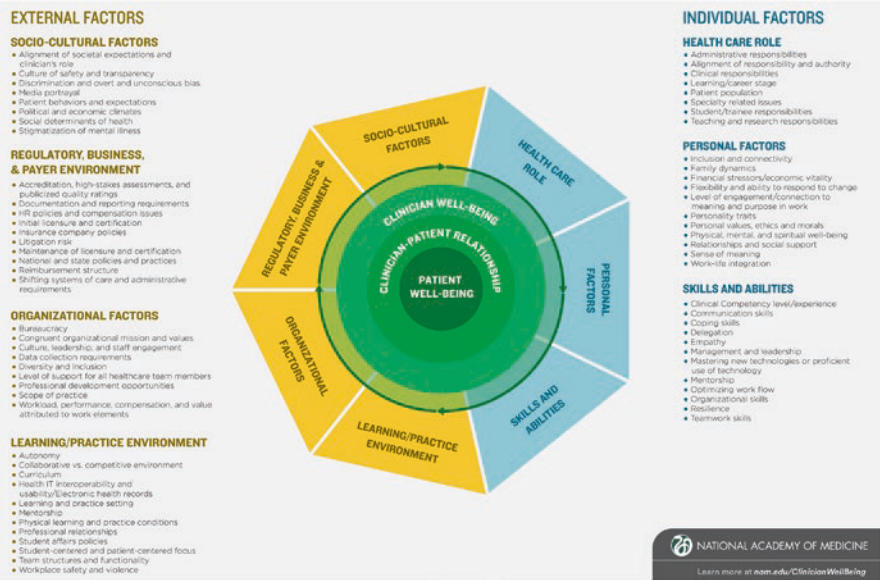 EXTERNAL FACTORS
SOCIO-CULTURAL FACTORS
• Alignment of societal expectations and
clinician's role
• Culture of safety and transparency
• Discrimination and overt and unconscious bias
• Media portrayal
• Patient behaviors and expectations
• Political and economic climates
• Social determinants of health
• Stigmatization of mental illness
REGULATORY, BUSINESS,
& PAYER ENVIRONMENT
• Accreditation, high-stakes assessments, and
publicized quality ratings
• Documentation and reporting requirements
• HR policies and compensation issues
• Initial licensure and certification
• Insurance company policies
• Litigation risk
• Maintenance of licensure and certification
• National and state policies and practices
• Reimbursement structure
• Shifting systems of care and administrative
requirements
ORGANIZATIONAL FACTORS
• Bureaucracy
• Congruent organizational mission and values
• Culture, leadership, and staff engagement
• Data collection requirements
• Diversity and inclusion
• Level of support for all healthcare team members
• Professional development opportunities
• Scope of practice
• Workload, performance, compensation, and value
attributed to work elements
LEARNING/PRACTICE ENVIRONMENT
• Autonomy
• Collaborative vs. competitive environment
• Curriculum
• Health IT interoperability and
usability/Electronic health records
• Learning and practice setting
• Mentorship
• Physical learning and practice conditions
• Professional relationships
• Student affairs policies
• Student-centered and patient-centered focus
• Team structures and functionality
• Workplace safety and violence
SOCIO-CULTURAL
FACTORS
HEALTH CARE
ROLE
REGULATORY, BUSINESS &
PAYER ENVIRONMENT
PERSONAL
FACTORS
ORGANIZATIONAL
FACTORS
LEARNING/PRACTICE
ENVIRONMENT
SKILLS AND
ABILITIES
CLINICIAN WELL-BEING
CLINICIAN-PATIENT RELATIONSHIP
PATIENT
WELL-BEING
INDIVIDUAL FACTORS
HEALTH CARE ROLE
• Administrative responsibilities
• Alignment of responsibility and authority
• Clinical responsibilities
• Learning/career stage
• Patient population
• Specialty related issues
• Student/trainee responsibilities
• Teaching and research responsibilities
PERSONAL FACTORS
• Inclusion and connectivity
• Family dynamics
• Financial stressors/economic vitality
• Flexibility and ability to respond to change
• Level of engagement/connection to
meaning and purpose in work
• Personality traits
• Personal values, ethics and morals
• Physical, mental, and spiritual well-being
• Relationships and social support
• Sense of meaning
• Work-life integration
SKILLS AND ABILITIES
• Clinical Competency level/experience
• Communication skills
• Coping skills
• Delegation
• Empathy
• Management and leadership
• Mastering new technologies or proficient
use of technology
• Mentorship
• Optimizing work flow
• Organizational skills
• Resilience
• Teamwork skills
NATIONAL ACADEMY OF MEDICINE
Learn more at nam.edu/ClinicianWellBeing